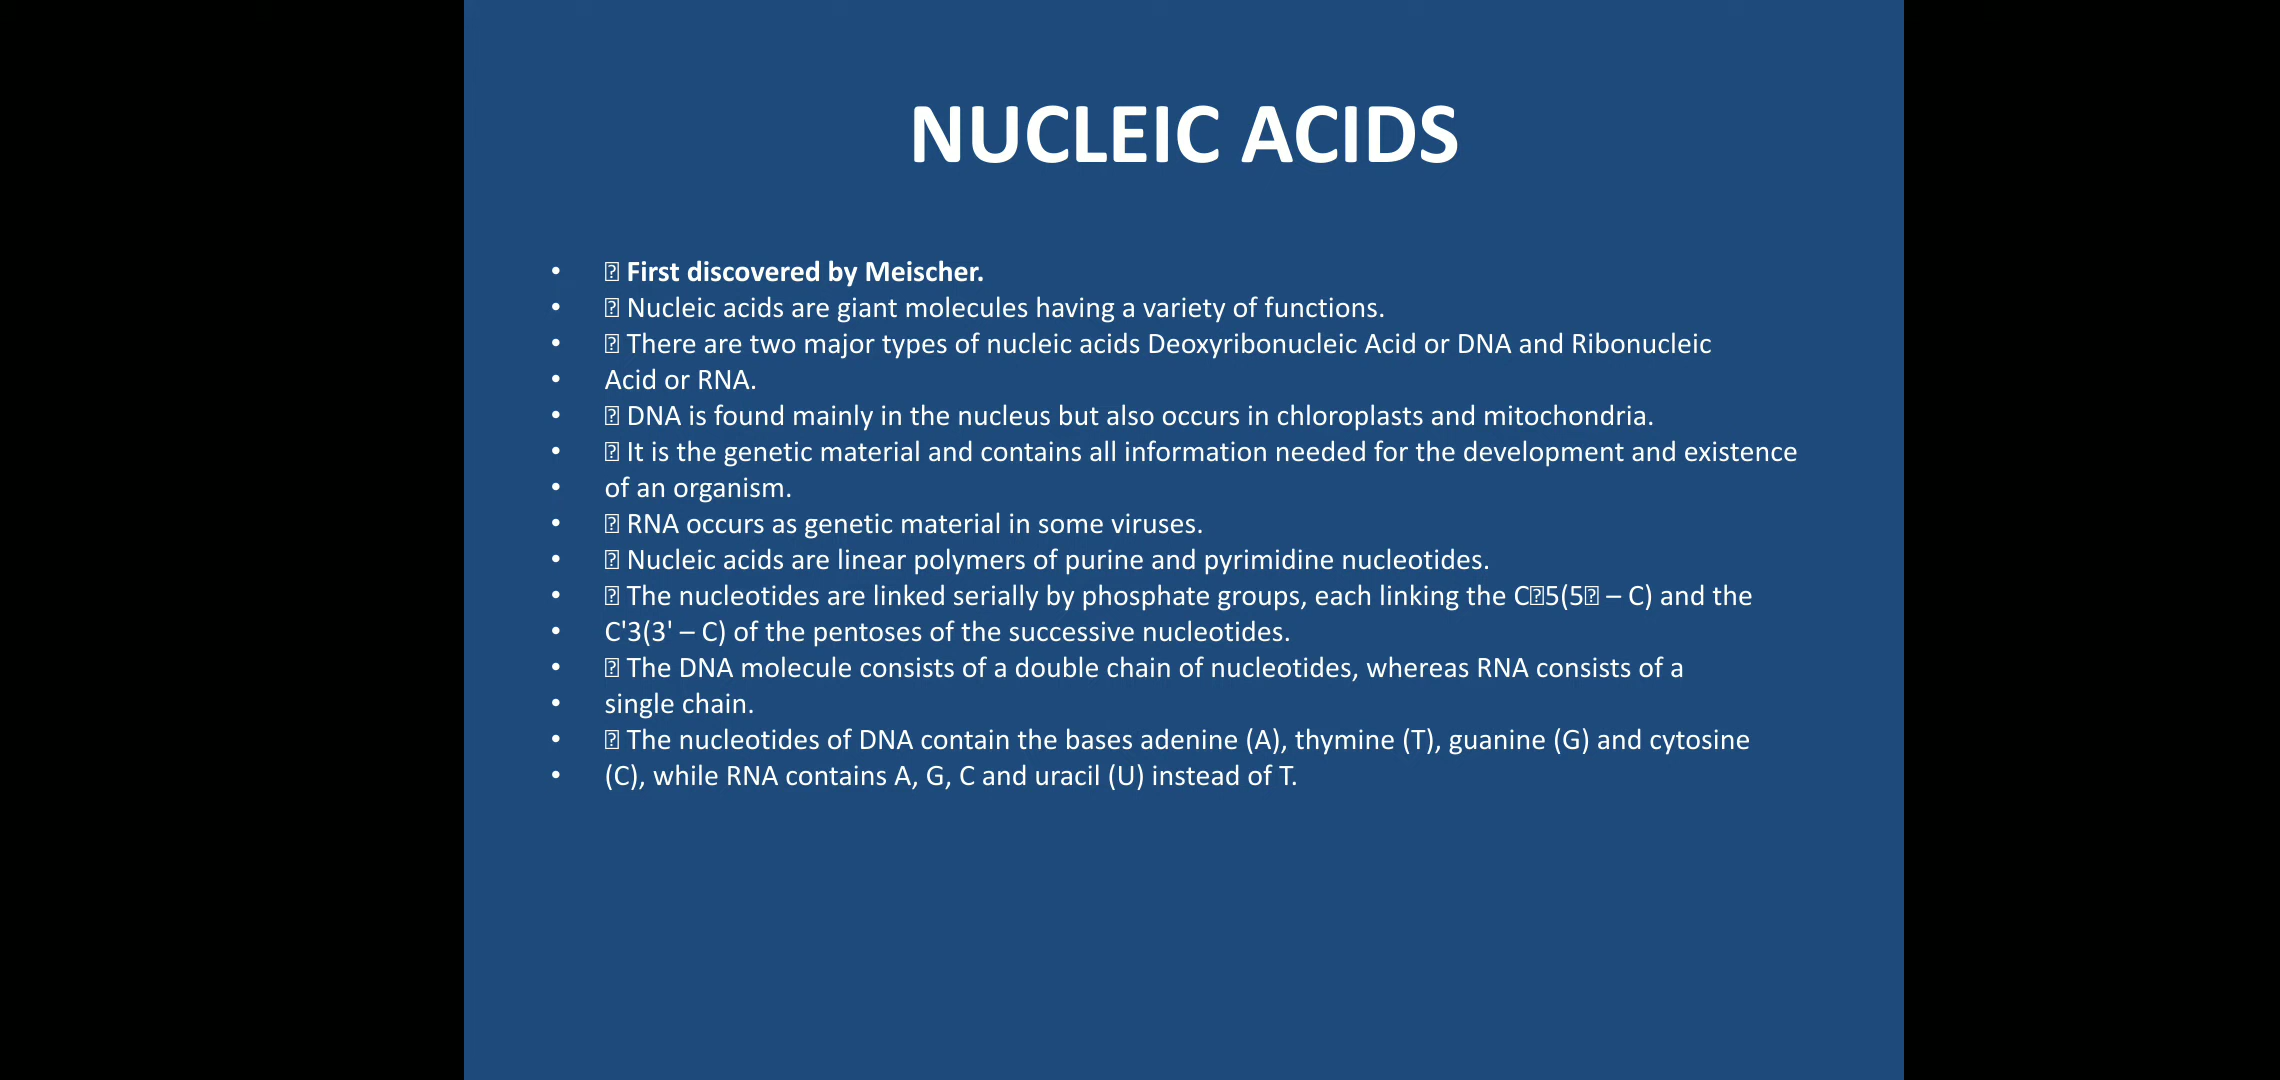 NUCLEIC ACIDS
• ⍰ First discovered by Meischer.
• ⍰ Nucleic acids are giant molecules having a variety of functions.
• ⍰ There are two major types of nucleic acids Deoxyribonucleic Acid or DNA and Ribonucleic
• Acid or RNA.
• ⍰ DNA is found mainly in the nucleus but also occurs in chloroplasts and mitochondria.
• ⍰ It is the genetic material and contains all information needed for the development and existence
• of an organism.
• ⍰ RNA occurs as genetic material in some viruses.
• ⍰ Nucleic acids are linear polymers of purine and pyrimidine nucleotides.
• ⍰ The nucleotides are linked serially by phosphate groups, each linking the C⍰5(5⍰ – C) and the
• C'3(3' – C) of the pentoses of the successive nucleotides.
• ⍰ The DNA molecule consists of a double chain of nucleotides, whereas RNA consists of a
• single chain.
• ⍰ The nucleotides of DNA contain the bases adenine (A), thymine (T), guanine (G) and cytosine
• (C), while RNA contains A, G, C and uracil (U) instead of T.